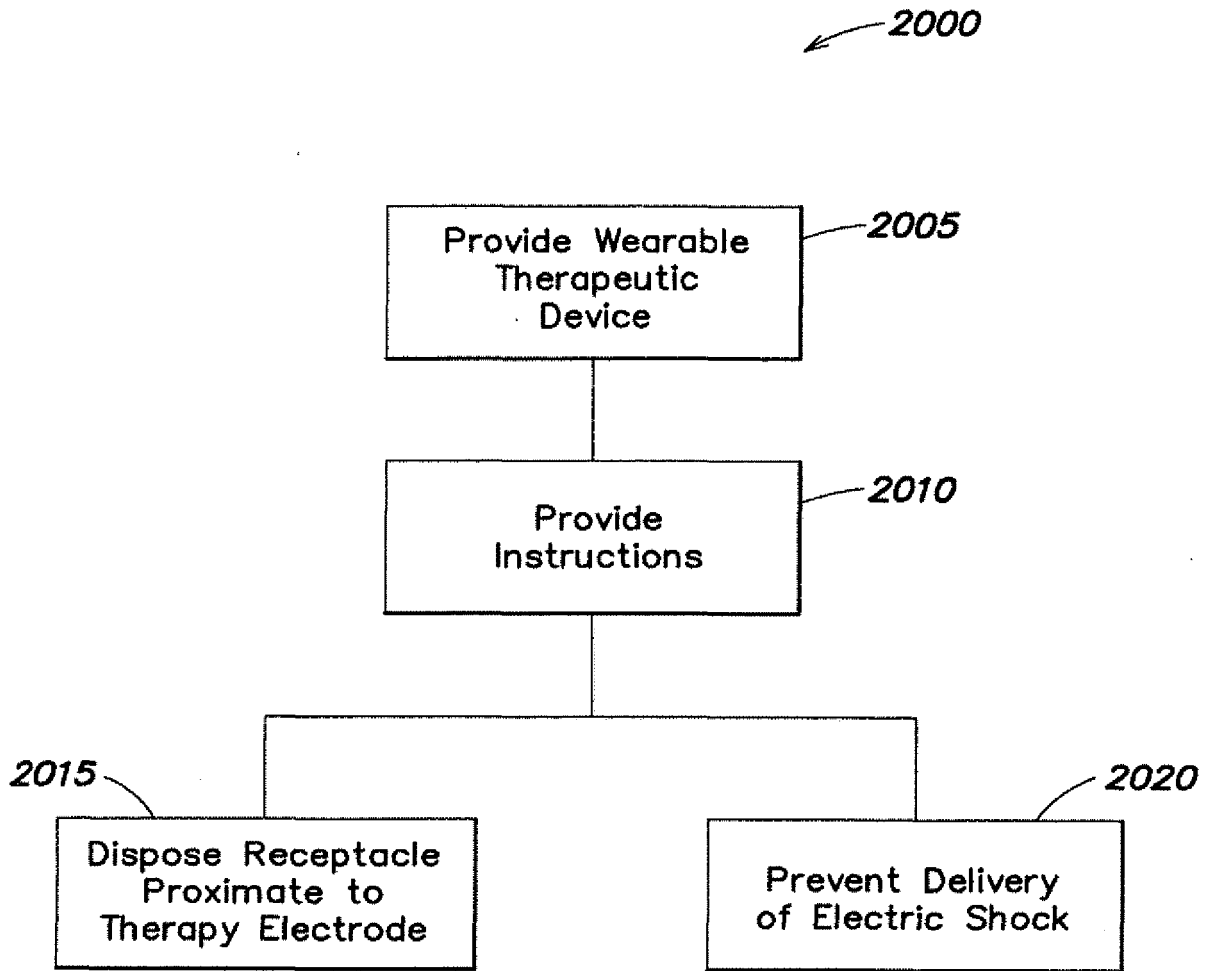 2000
Provide Wearable
Therapeutic
Device
2005
Provide
Instructions
2010
2015
Dispose Receptacle
Proximate to
Therapy Electrode
2020
Prevent Delivery
of Electric Shock